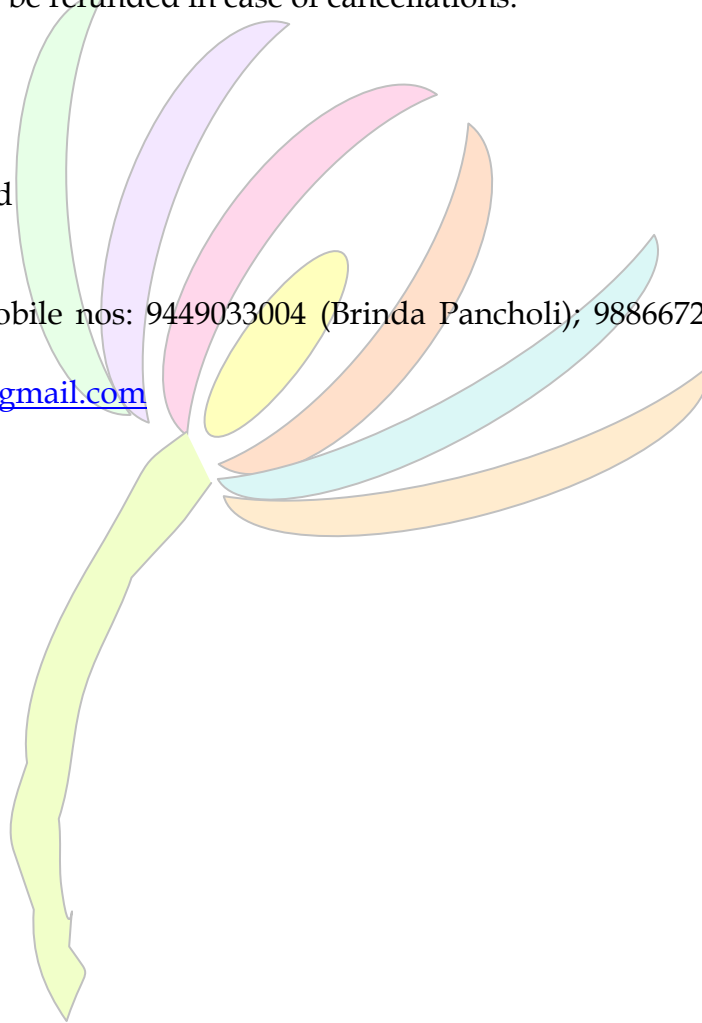 be refunded in case of cancellations.
d
obile nos: 9449033004 (Brinda Pancholi); 9886672
gmail.com